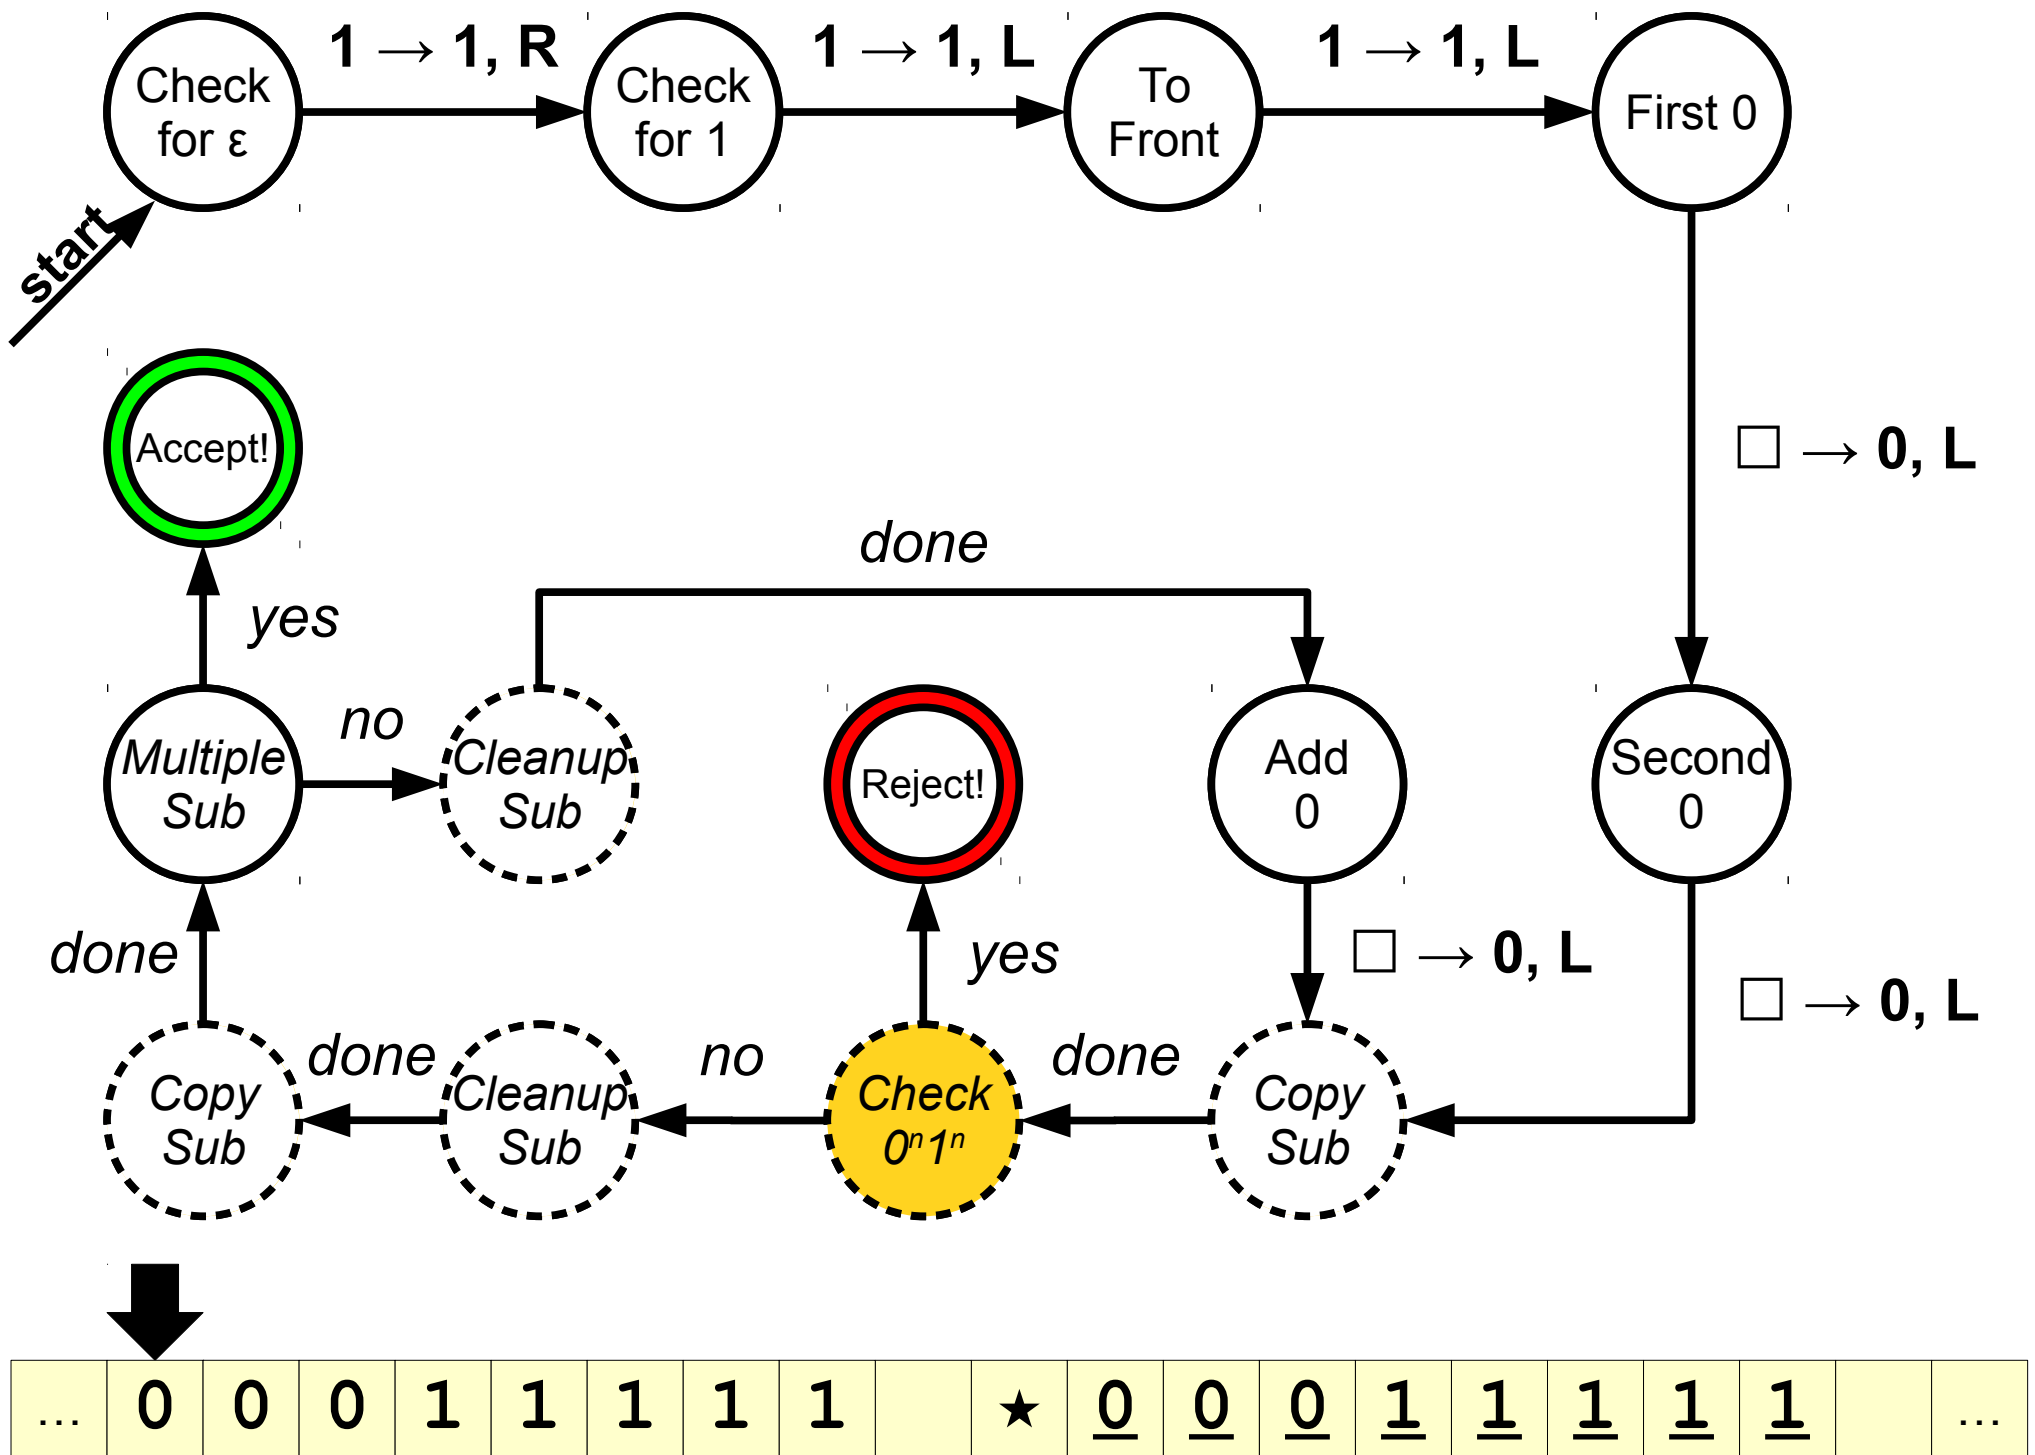 1 → 1, R
1 → 1, L
1 → 1, L
Check
for ε
Check
for 1
To
Front
First 0
start
□ → 0, L
Accept!
done
yes
no
Multiple
Sub
Cleanup
Sub
Reject!
Add
0
Second
0
done
yes
□ → 0, L
□ → 0, L
done
no
done
Copy
Sub
Cleanup
Sub
Check
0ⁿ1ⁿ
Copy
Sub
... 0 0 0 1 1 1 1 1 ★ 0 0 0 1 1 1 1 1 ...